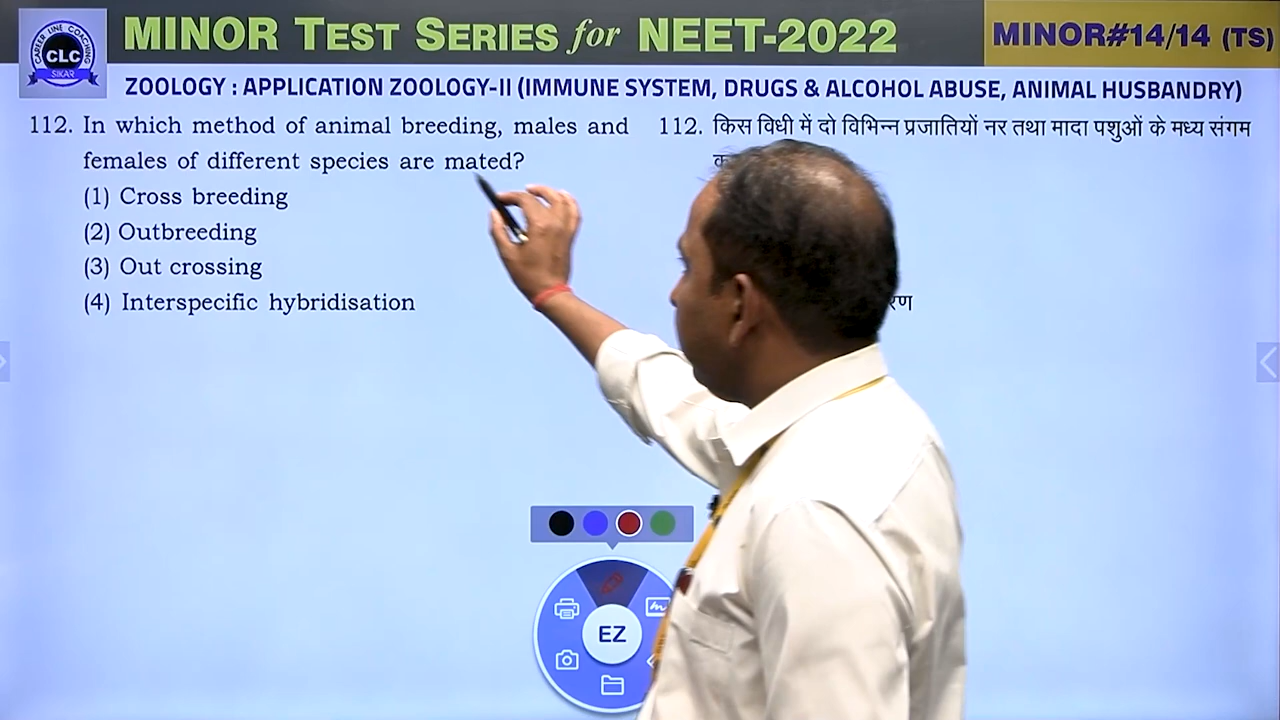 CAREER LINE COACHING
CLC
SIKAR
MINOR TEST SERIES for NEET-2022
MINOR#14/14 (TS)
ZOOLOGY : APPLICATION ZOOLOGY-II (IMMUNE SYSTEM, DRUGS & ALCOHOL ABUSE, ANIMAL HUSBANDRY)
112. In which method of animal breeding, males and
females of different species are mated?
(1) Cross breeding
(2) Outbreeding
(3) Out crossing
(4) Interspecific hybridisation
112. किस विधी में दो विभिन्न प्रजातियों नर तथा मादा पशुओं के मध्य संगम
EZ